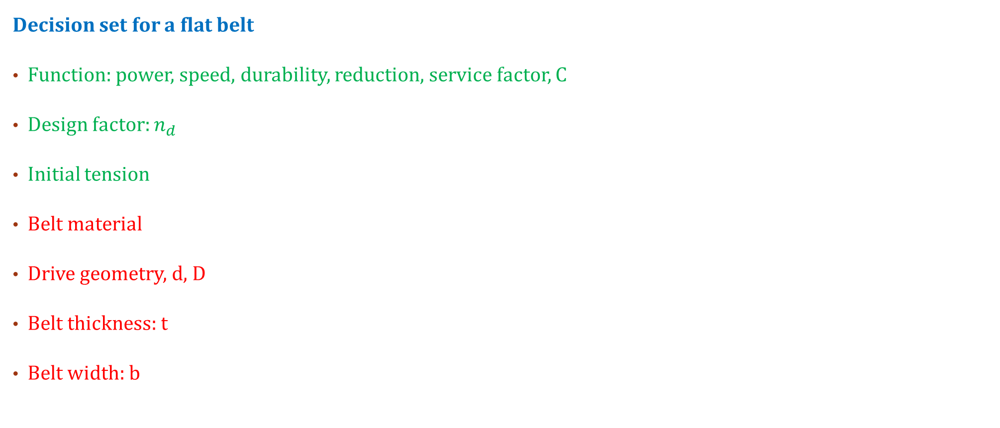 Decision set for a flat belt
• Function: power, speed, durability, reduction, service factor, C
• Design factor: n_d
• Initial tension
• Belt material
• Drive geometry, d, D
• Belt thickness: t
• Belt width: b